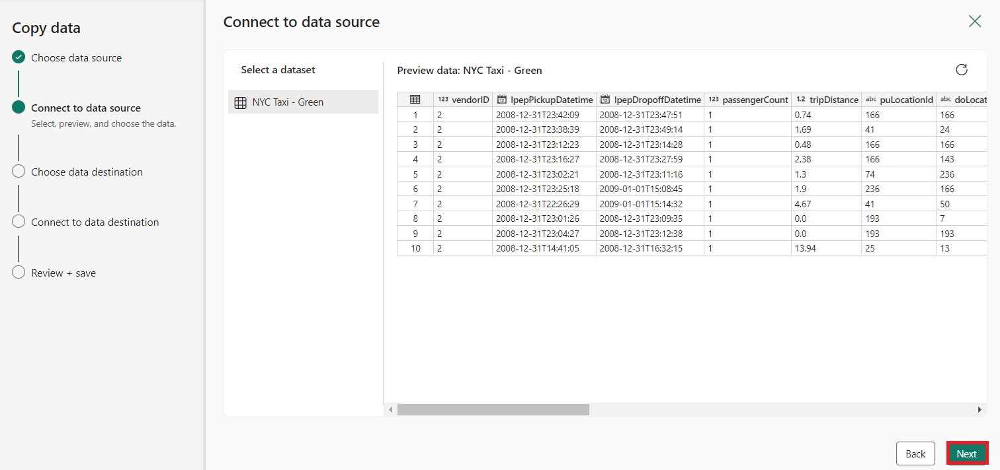 Copy data
Choose data source
Connect to data source
Select, preview, and choose the data.
Choose data destination
Connect to data destination
Review + save
Connect to data source
Select a dataset
NYC Taxi - Green
Preview data: NYC Taxi - Green
123 vendorID 12 lpepPickupDatetime 12 lpepDropoffDatetime 123 passengerCount 1.2 tripDistance abc puLocationId abc doLocat
1 2 2008-12-31T23:42:09 2008-12-31T23:47:51 1 0.74 166 166
2 2 2008-12-31T23:38:39 2008-12-31T23:49:14 1 1.69 41 24
3 2 2008-12-31T23:12:23 2008-12-31T23:14:28 1 0.48 166 166
4 2 2008-12-31T23:16:27 2008-12-31T23:27:59 1 2.38 166 143
5 2 2008-12-31T23:02:21 2008-12-31T23:11:16 1 1.3 74 236
6 2 2008-12-31T23:25:18 2009-01-01T15:08:45 1 1.9 236 166
7 2 2008-12-31T22:26:29 2009-01-01T15:14:32 1 4.67 41 50
8 2 2008-12-31T23:01:26 2008-12-31T23:09:35 1 0.0 193 7
9 2 2008-12-31T23:04:27 2008-12-31T23:12:38 1 0.0 193 193
10 2 2008-12-31T14:41:05 2008-12-31T16:32:15 1 13.94 25 13
Back Next